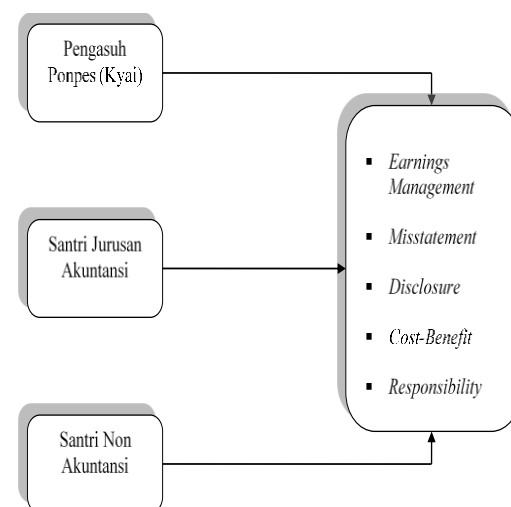 Pengasuh
Ponpes (Kyai)
Santri Jurusan
Akuntansi
Santri Non
Akuntansi
▪ Earnings
Management
▪ Misstatement
▪ Disclosure
▪ Cost-Benefit
▪ Responsibility